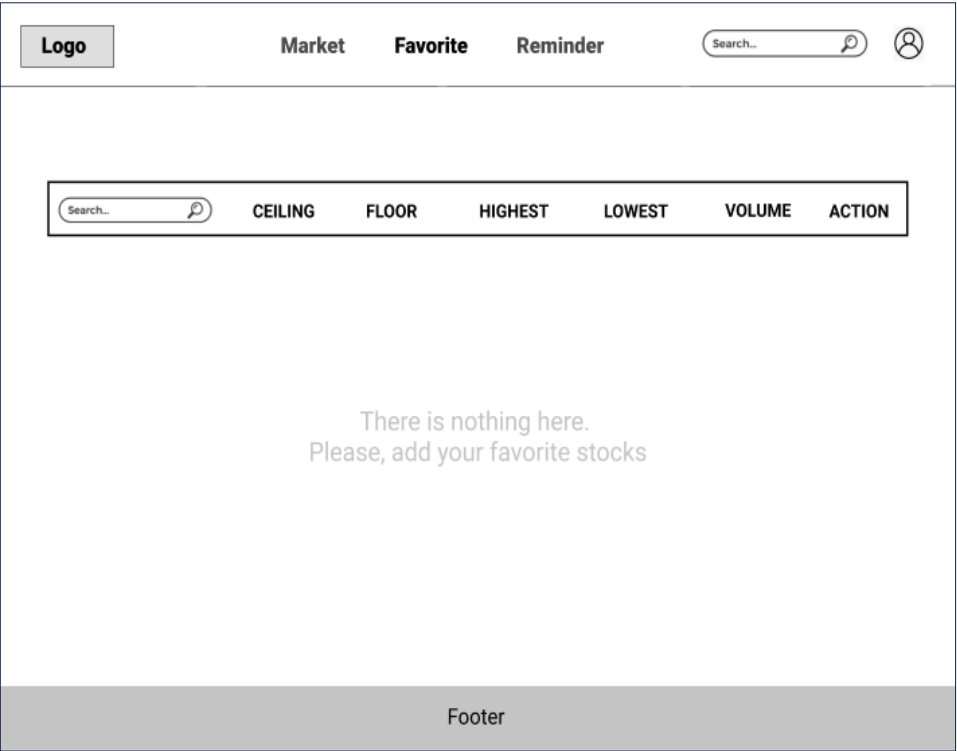 Logo Market Favorite Reminder Search...
Search... CEILING FLOOR HIGHEST LOWEST VOLUME ACTION
There is nothing here.
Please, add your favorite stocks
Footer